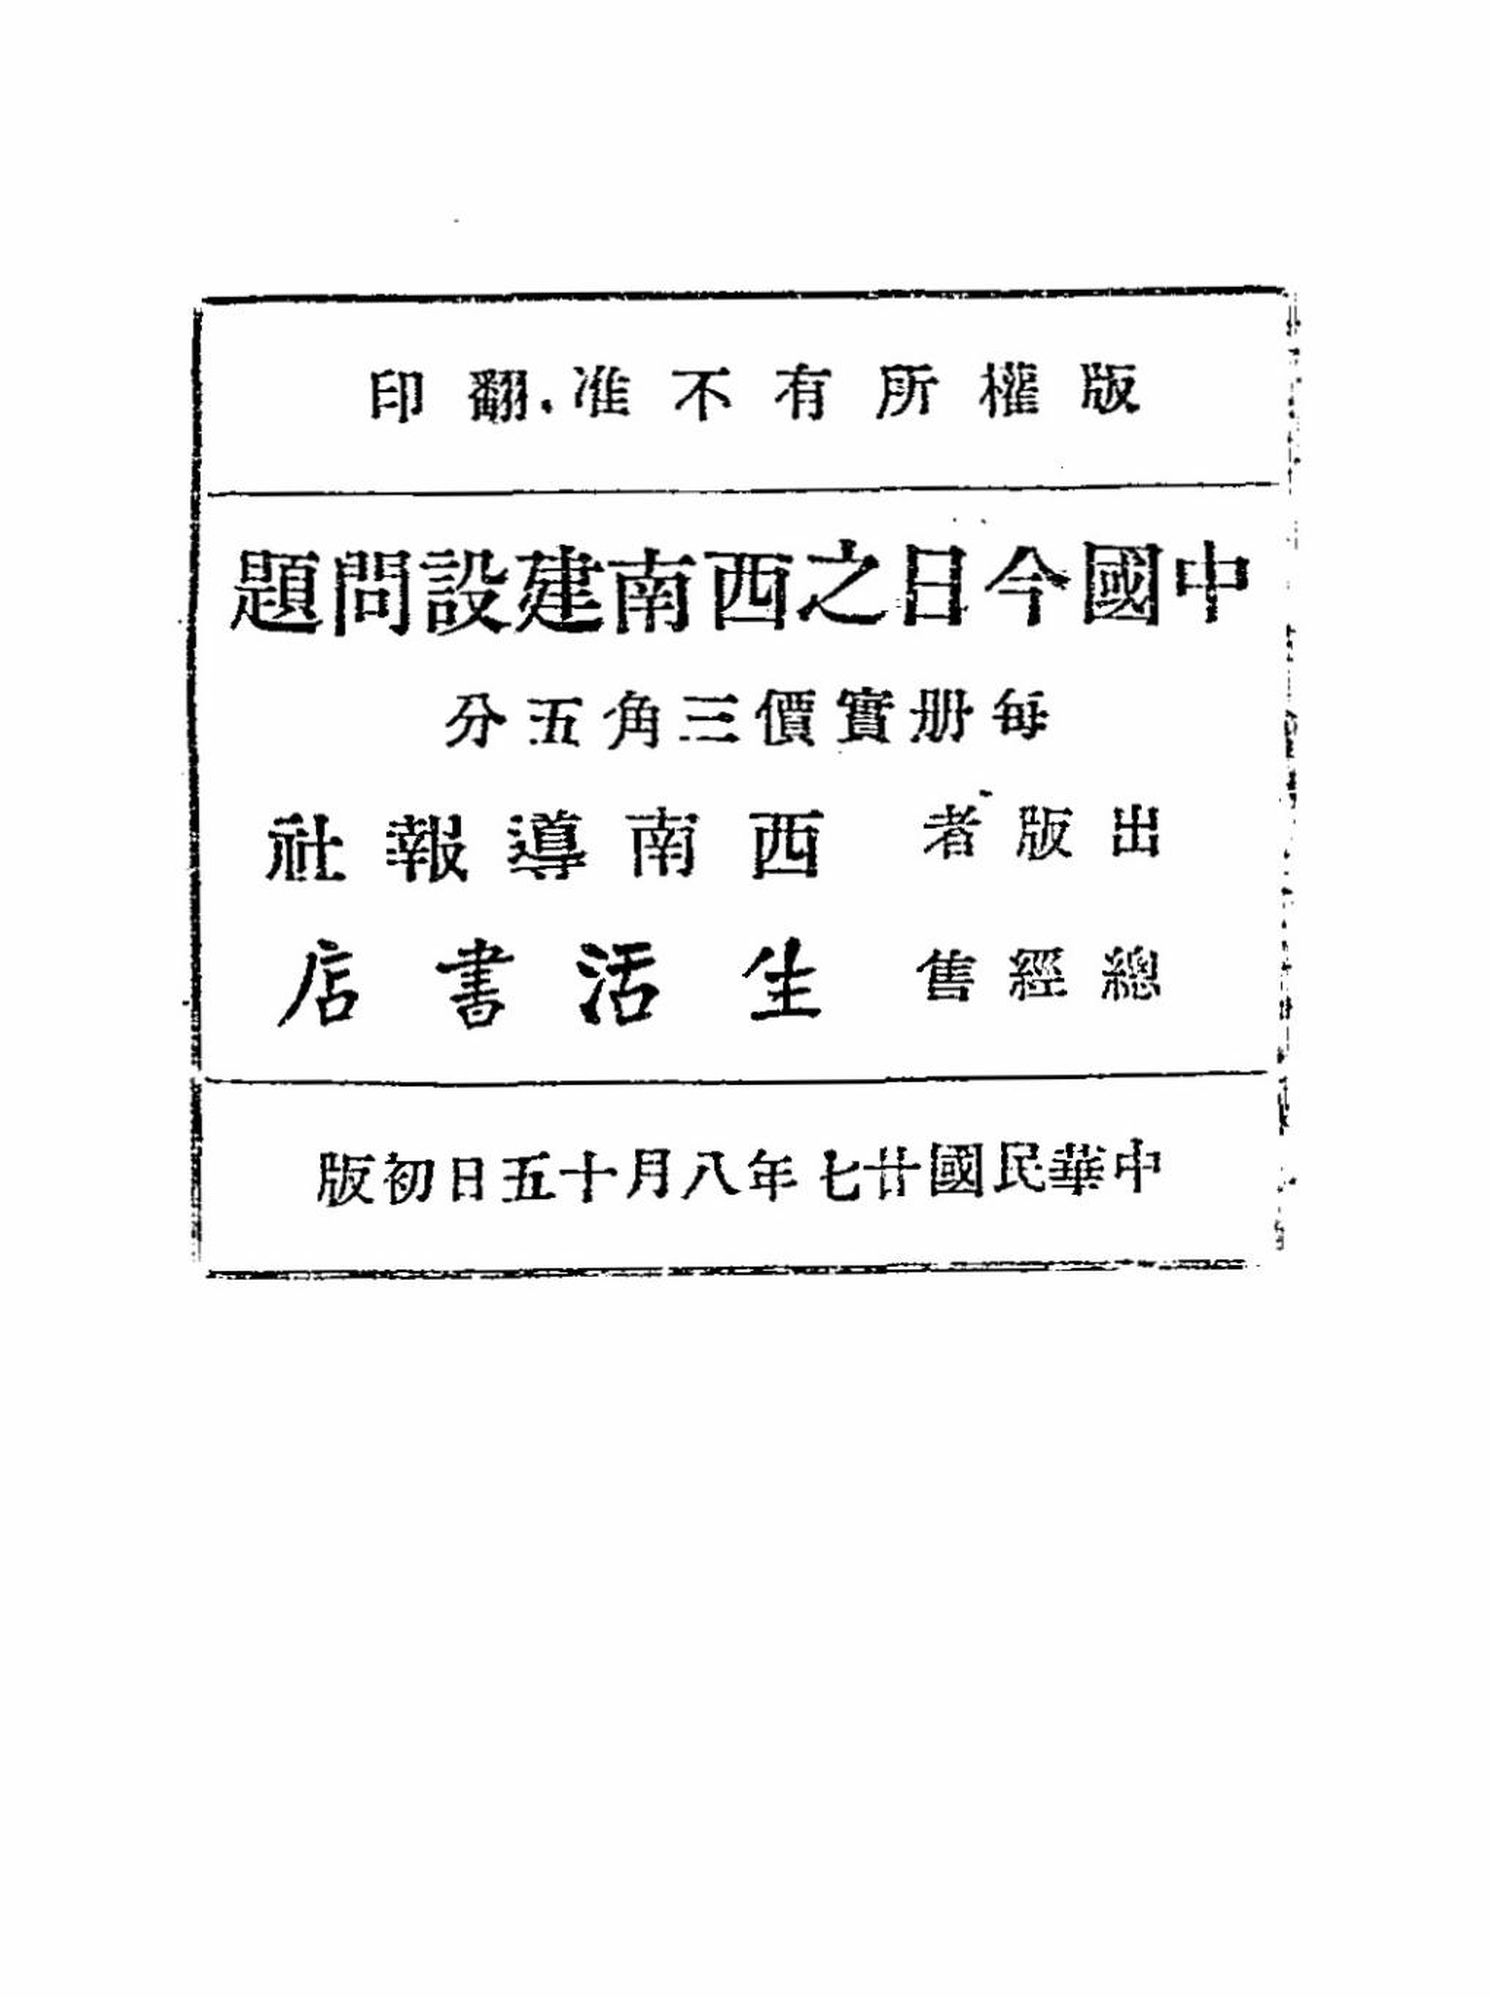 版權所有不准翻印
中國今日之西南建設問題
每册實價三角五分
出版者 西南導報社
總經售 生活書店
中華民國廿七年八月十五日初版